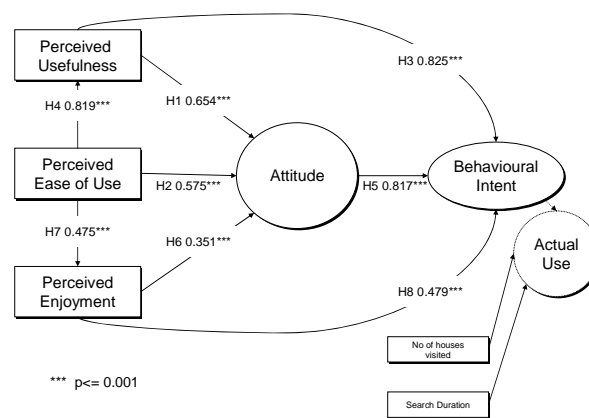 Perceived
Usefulness
H3 0.825***
H4 0.819***
H1 0.654***
Perceived
Ease of Use
H2 0.575***
Attitude
H5 0.817***
Behavioural
Intent
H7 0.475***
H6 0.351***
Actual
Use
Perceived
Enjoyment
H8 0.479***
No of houses
visited
*** p<= 0.001
Search Duration